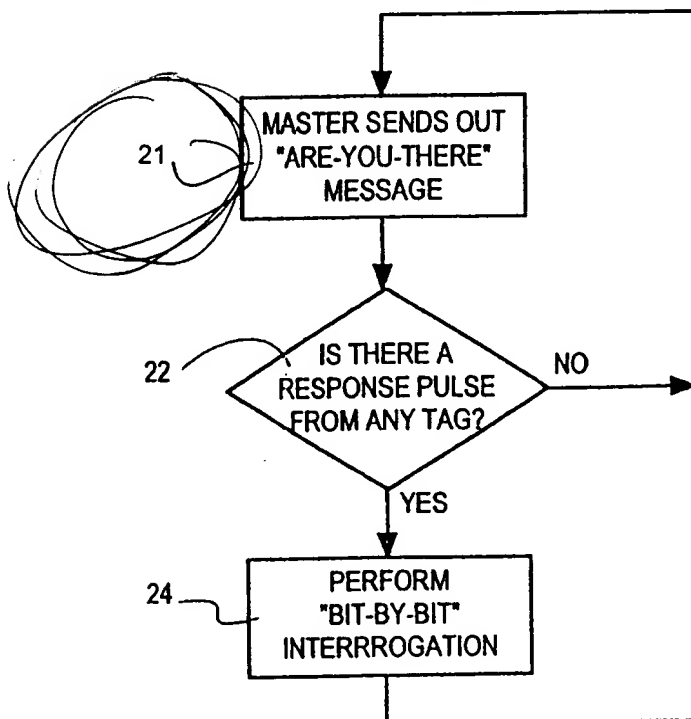 MASTER SENDS OUT
21
"ARE-YOU-THERE"
MESSAGE
IS THERE A
22
RESPONSE PULSE
NO
FROM ANY TAG?
YES
24
PERFORM
"BIT-BY-BIT"
INTERRROGATION